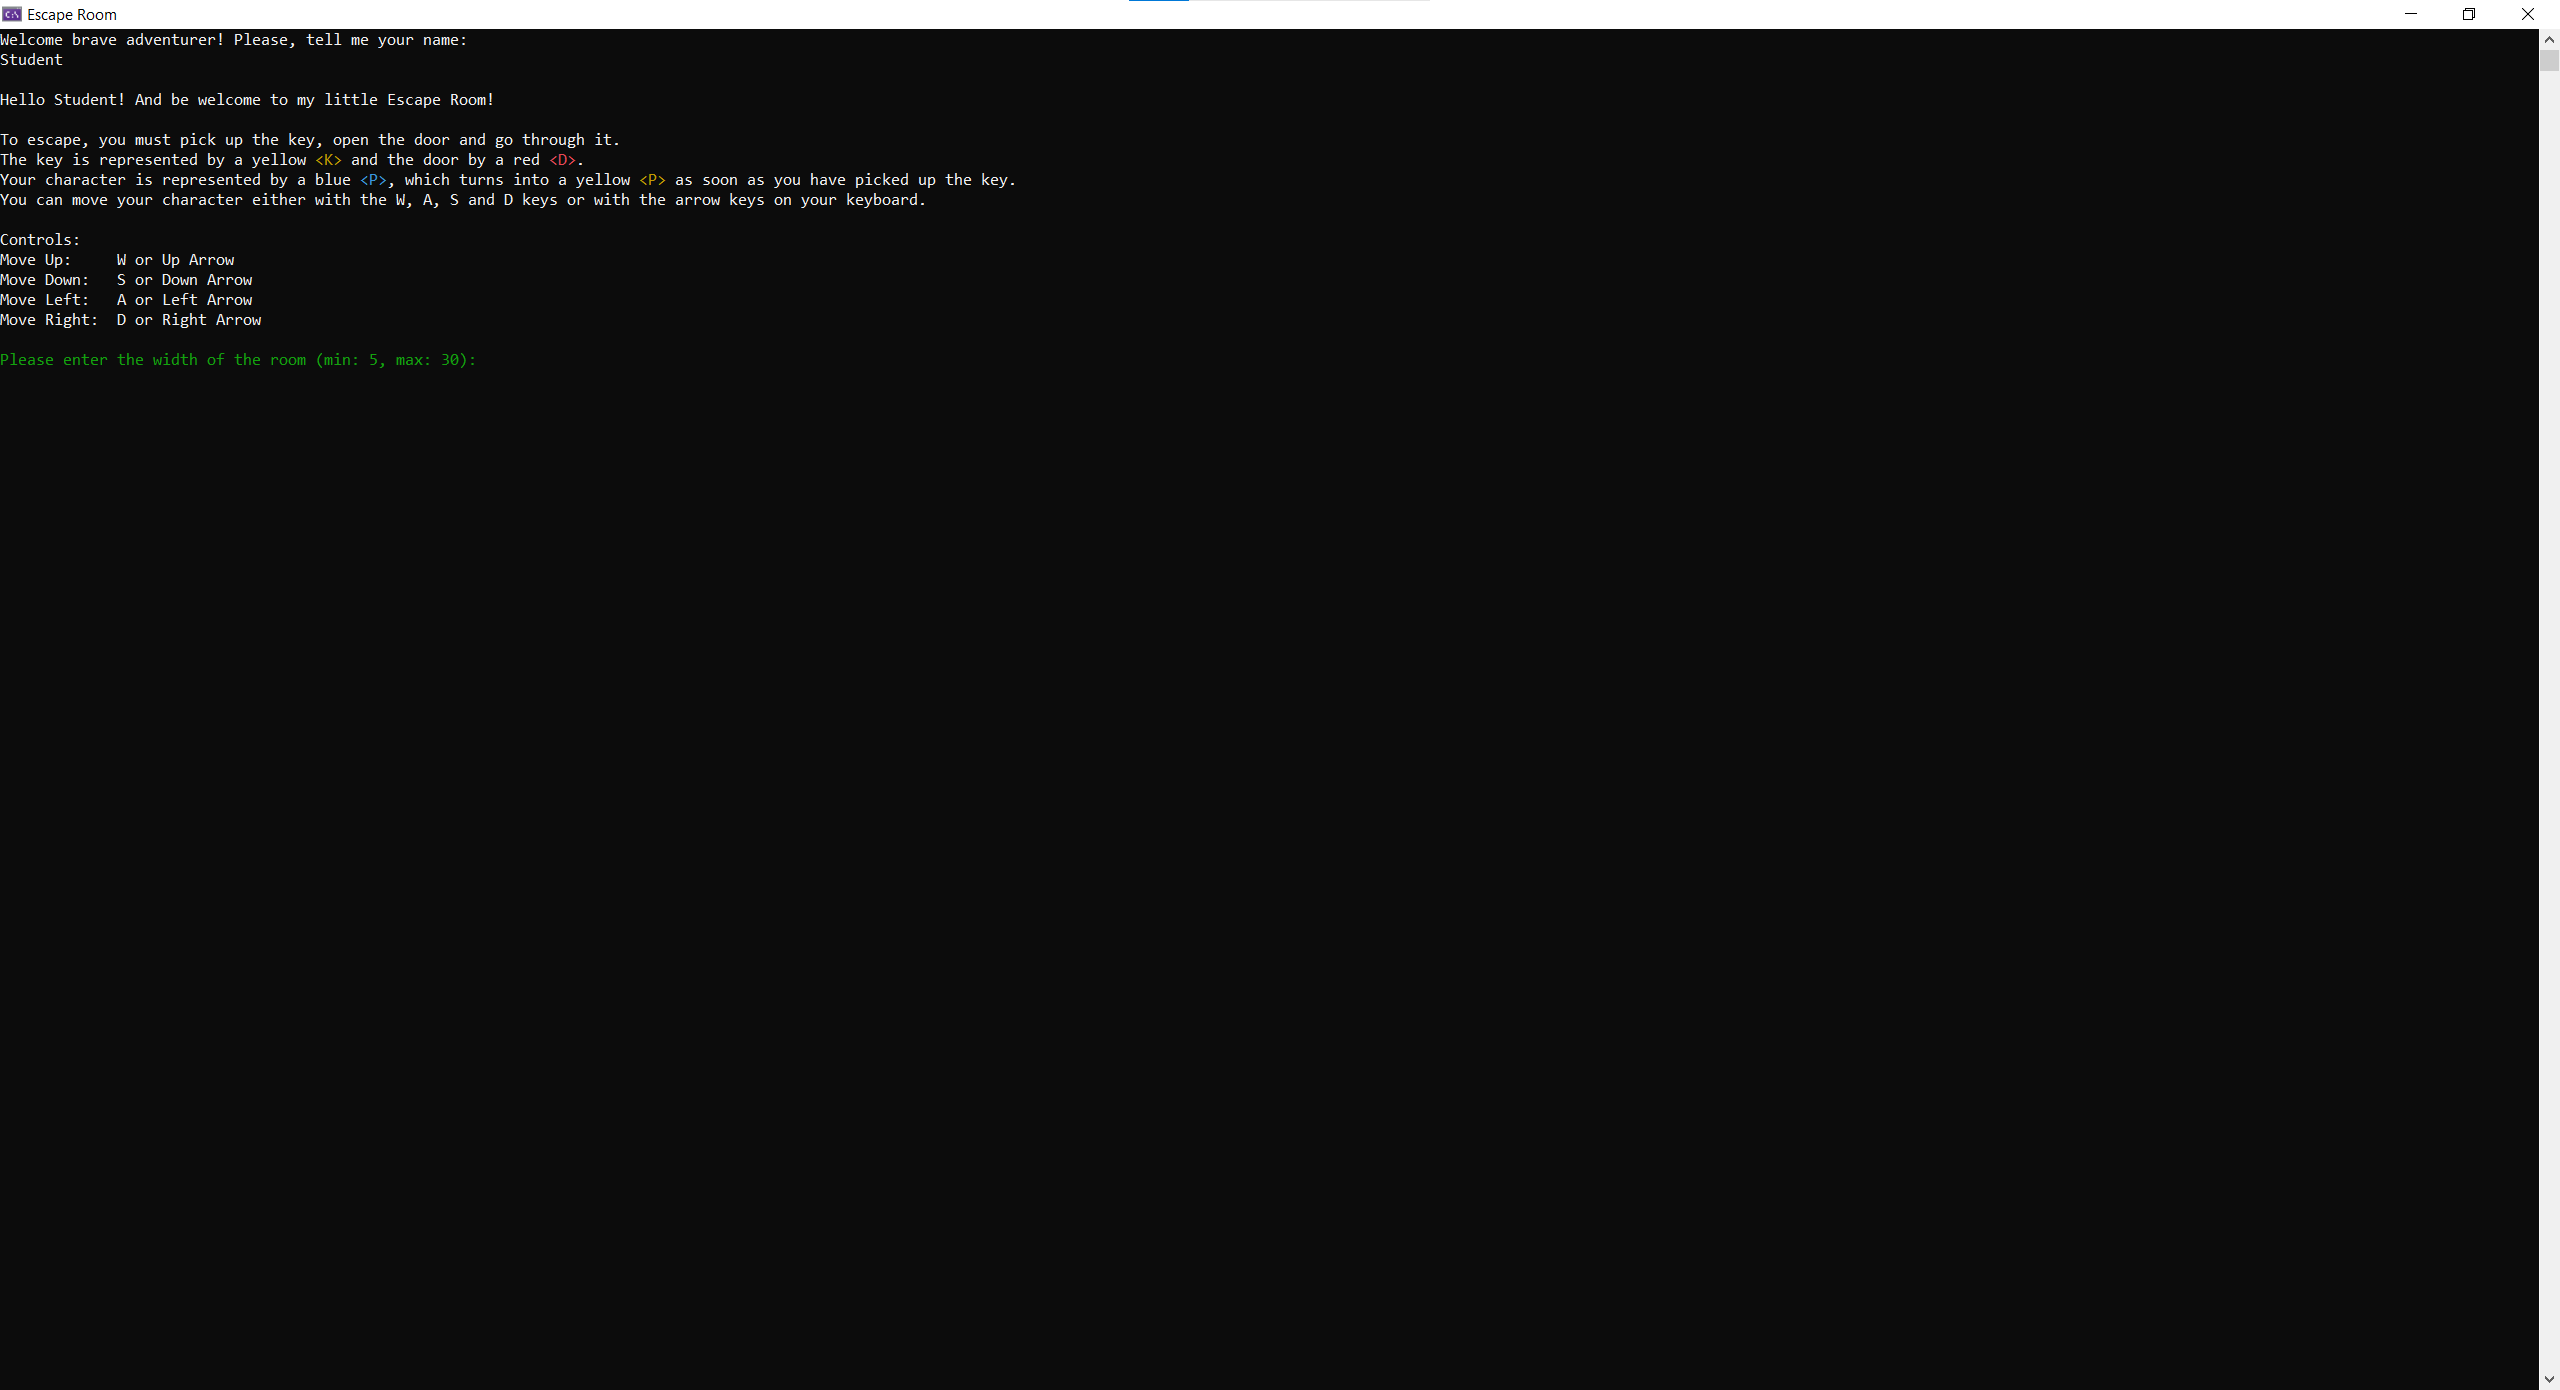 Escape Room
Welcome brave adventurer! Please, tell me your name:
Student
Hello Student! And be welcome to my little Escape Room!
To escape, you must pick up the key, open the door and go through it.
The key is represented by a yellow <K> and the door by a red <D>.
Your character is represented by a blue <P>, which turns into a yellow <P> as soon as you have picked up the key.
You can move your character either with the W, A, S and D keys or with the arrow keys on your keyboard.
Controls:
Move Up:     W or Up Arrow
Move Down:   S or Down Arrow
Move Left:   A or Left Arrow
Move Right:  D or Right Arrow
Please enter the width of the room (min: 5, max: 30):